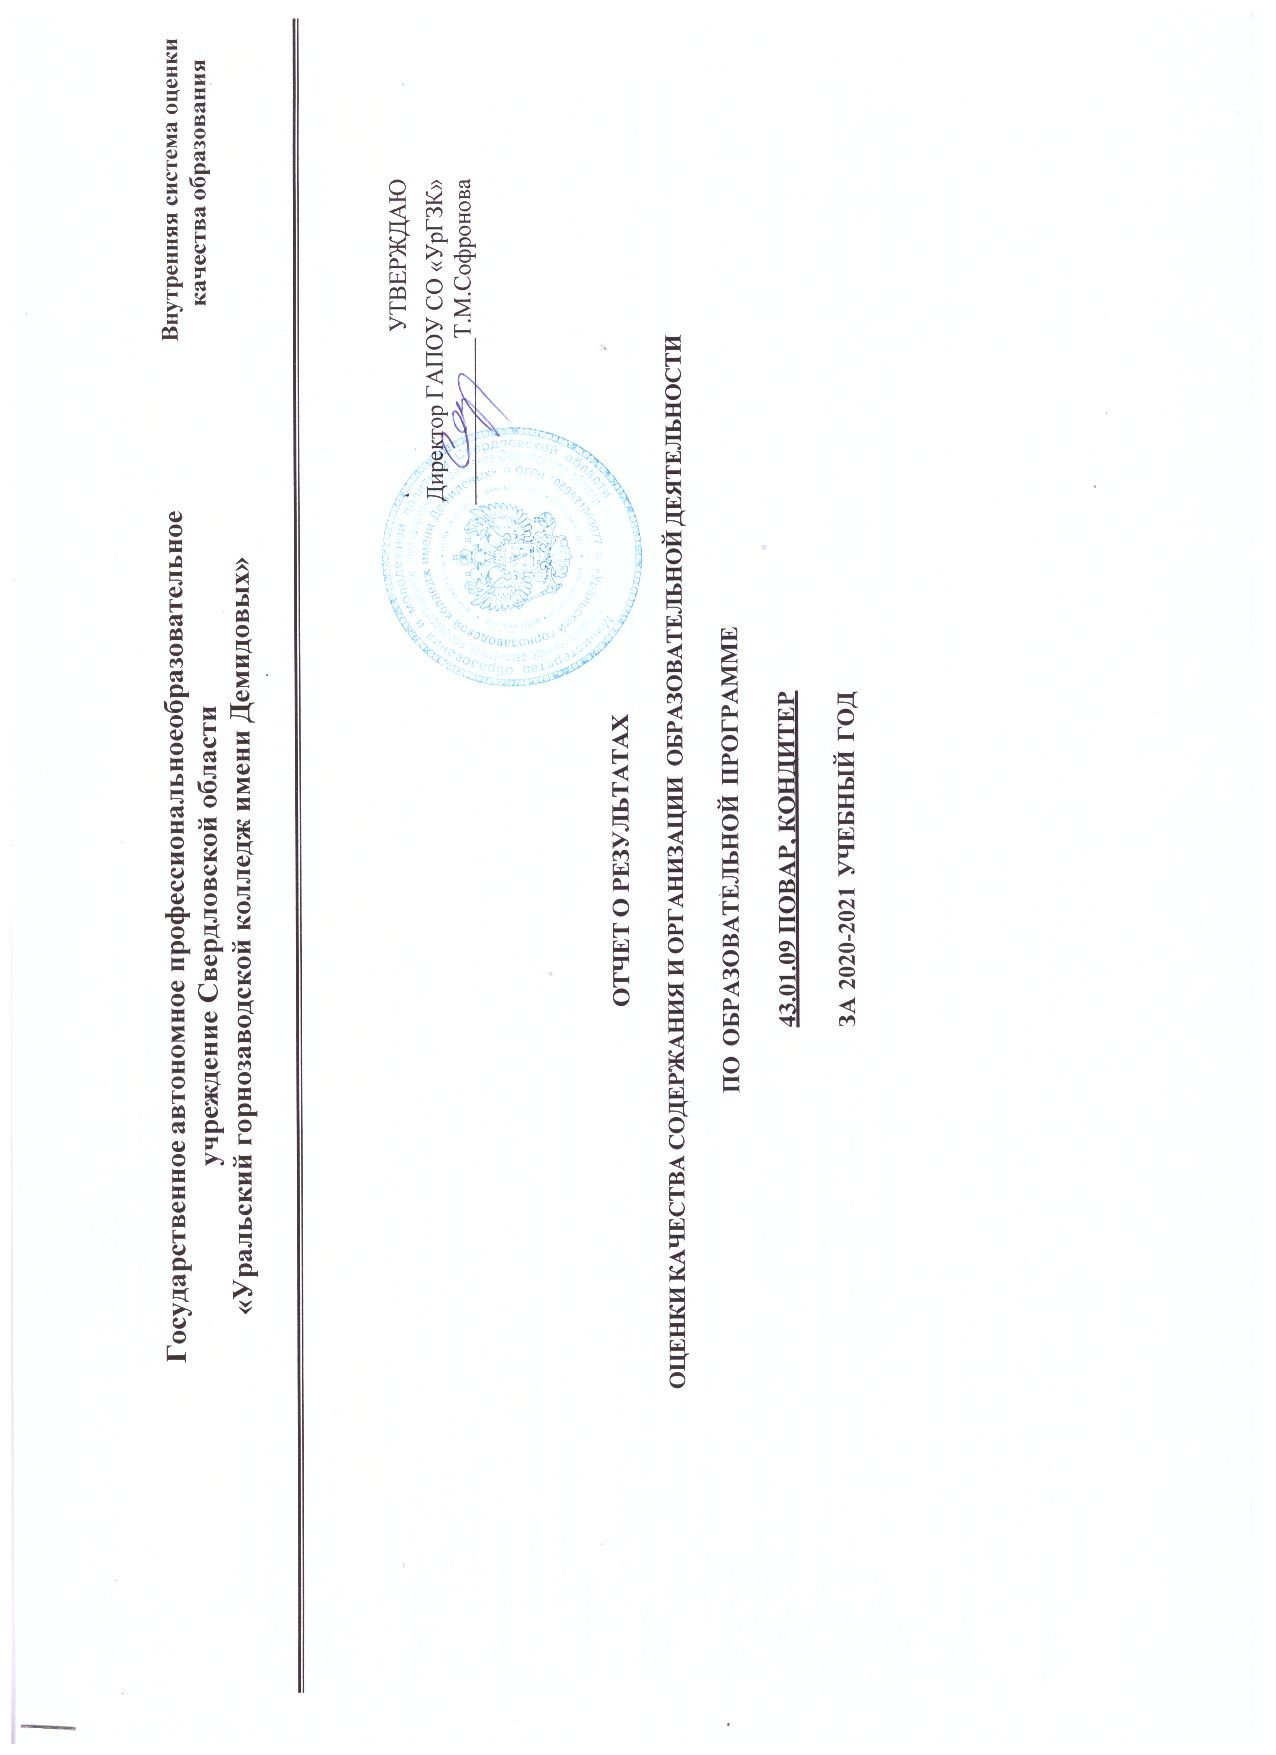 Государственное автономное профессиональноеобразовательное
учреждение Свердловской области
«Уральский горнозаводской колледж имени Демидовых»
Внутренняя система оценки
качества образования
УТВЕРЖДАЮ
Директор ГАПОУ СО «УрГЗК»
Т.М.Софронова
ОТЧЕТ О РЕЗУЛЬТАТАХ
ОЦЕНКИ КАЧЕСТВА СОДЕРЖАНИЯ И ОРГАНИЗАЦИИ ОБРАЗОВАТЕЛЬНОЙ ДЕЯТЕЛЬНОСТИ
ПО ОБРАЗОВАТЕЛЬНОЙ ПРОГРАММЕ
43.01.09 ПОВАР, КОНДИТЕР
ЗА 2020-2021 УЧЕБНЫЙ ГОД